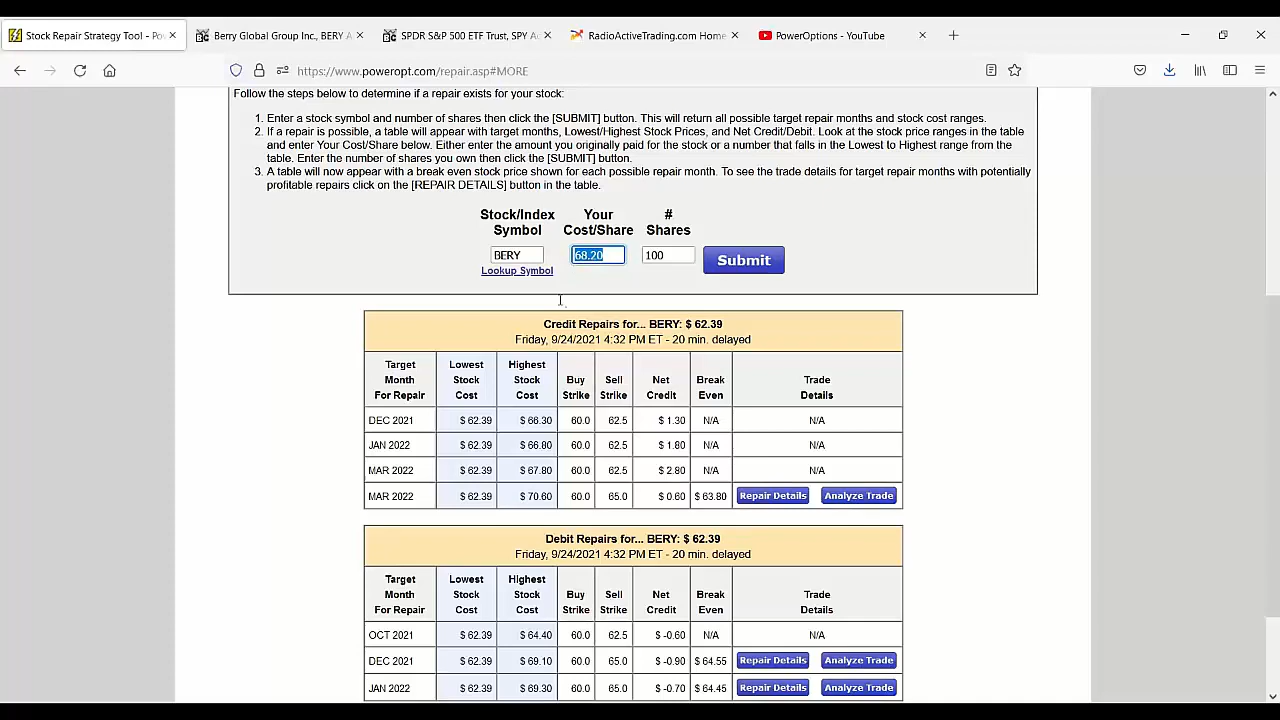 Stock Repair Strategy Tool - Po
Berry Global Group Inc., BERY A
SPDR S&P 500 ETF Trust, SPY A
RadioActiveTrading.com Home
PowerOptions - YouTube
https://www.poweropt.com/repair.asp#MORE
Follow the steps below to determine if a repair exists for your stock:
1. Enter a stock symbol and number of shares then click the [SUBMIT] button. This will return all possible target repair months and stock cost ranges.
2. If a repair is possible, a table will appear with target months, Lowest/Highest Stock Prices, and Net Credit/Debit. Look at the stock price ranges in the table
and enter Your Cost/Share below. Either enter the amount you originally paid for the stock or a number that falls in the Lowest to Highest range from the
table. Enter the number of shares you own then click the [SUBMIT] button.
3. A table will now appear with a break even stock price shown for each possible repair month. To see the trade details for target repair months with potentially
profitable repairs click on the [REPAIR DETAILS] button in the table.
Stock/Index Your #
Symbol Cost/Share Shares
BERY 68.20 100 Submit
Lookup Symbol
Credit Repairs for... BERY: $ 62.39
Friday, 9/24/2021 4:32 PM ET - 20 min. delayed
Target Lowest Highest
Month Stock Stock Buy Sell Net Break Trade
For Repair Cost Cost Strike Strike Credit Even Details
DEC 2021 $ 62.39 $ 66.30 60.0 62.5 $ 1.30 N/A N/A
JAN 2022 $ 62.39 $ 66.80 60.0 62.5 $ 1.80 N/A N/A
MAR 2022 $ 62.39 $ 67.80 60.0 62.5 $ 2.80 N/A N/A
MAR 2022 $ 62.39 $ 70.60 60.0 65.0 $ 0.60 $ 63.80 Repair Details Analyze Trade
Debit Repairs for... BERY: $ 62.39
Friday, 9/24/2021 4:32 PM ET - 20 min. delayed
Target Lowest Highest
Month Stock Stock Buy Sell Net Break Trade
For Repair Cost Cost Strike Strike Credit Even Details
OCT 2021 $ 62.39 $ 64.40 60.0 62.5 $ -0.60 N/A N/A
DEC 2021 $ 62.39 $ 69.10 60.0 65.0 $ -0.90 $ 64.55 Repair Details Analyze Trade
JAN 2022 $ 62.39 $ 69.30 60.0 65.0 $ -0.70 $ 64.45 Repair Details Analyze Trade